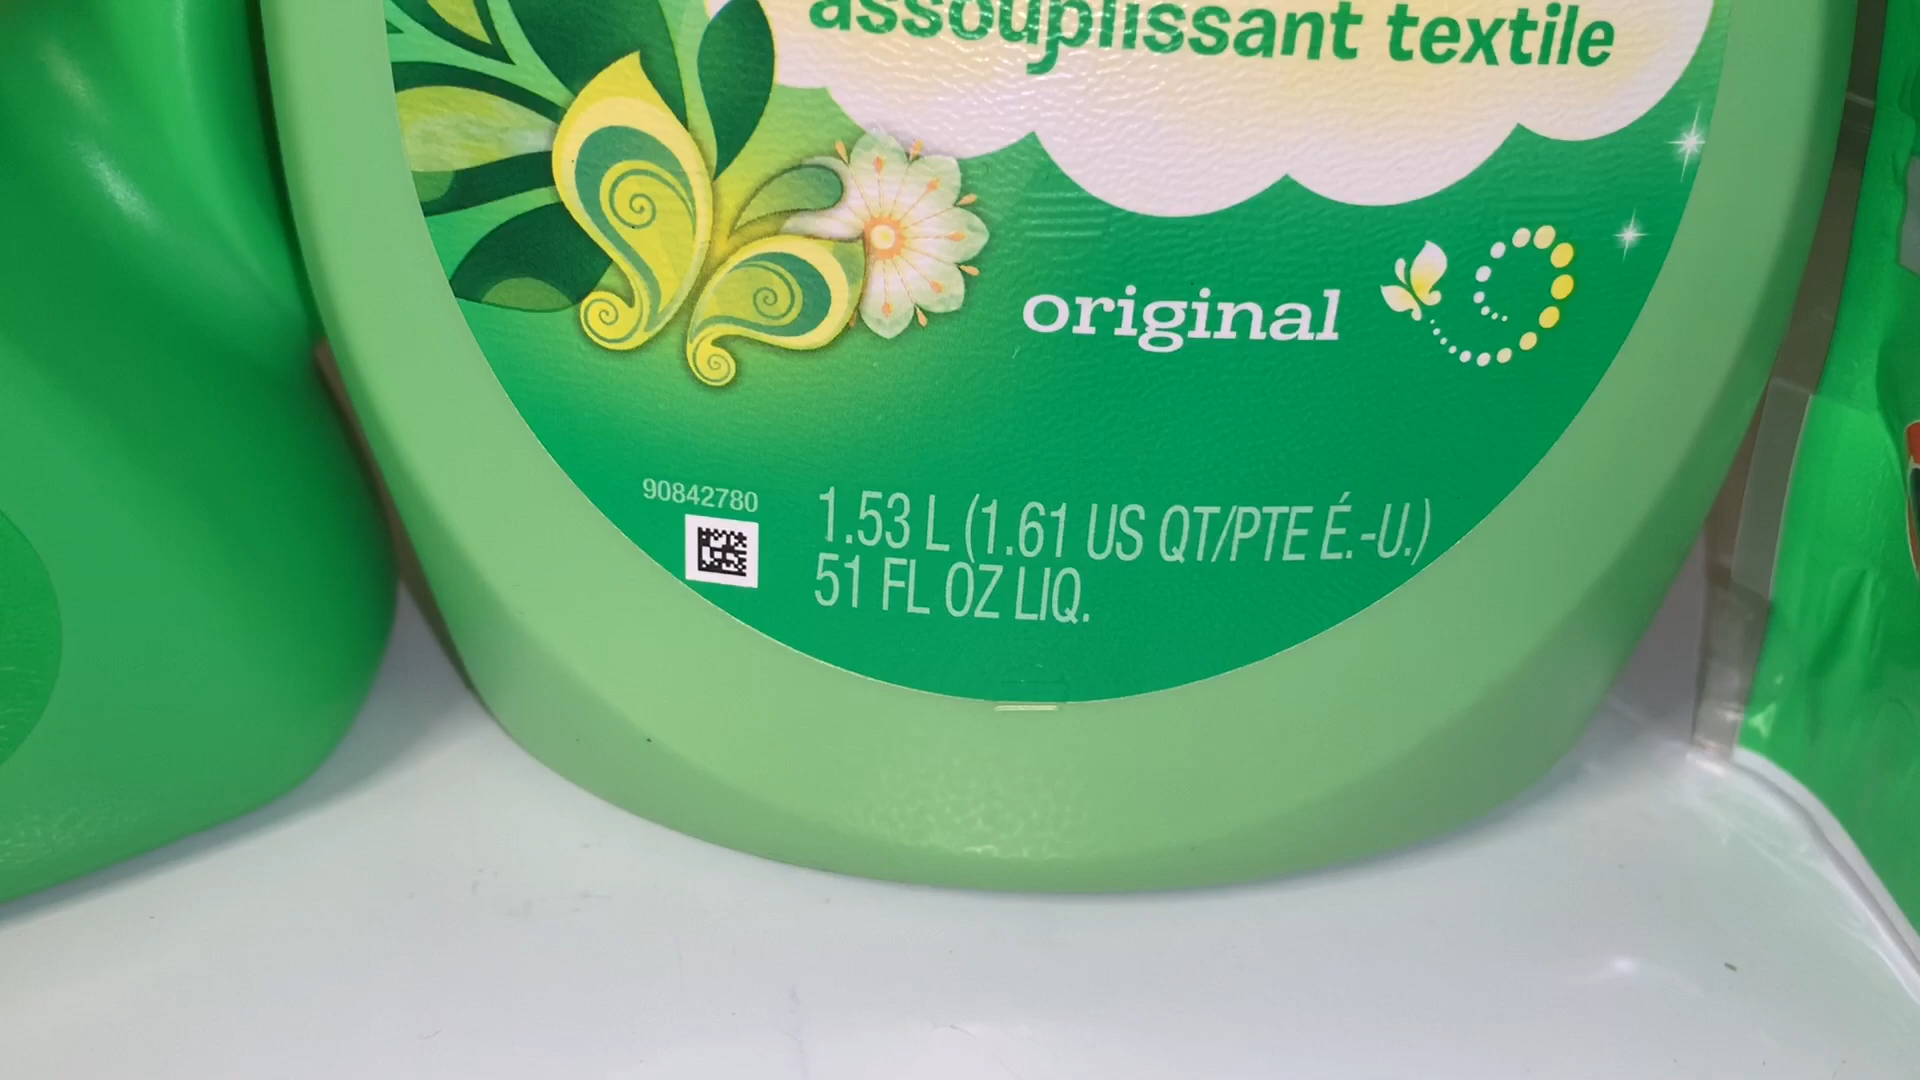 assouplissant textile
original
90842780
1.53 L (1.61 US QT/PTE É.-U.)
51 FL OZ LIQ.